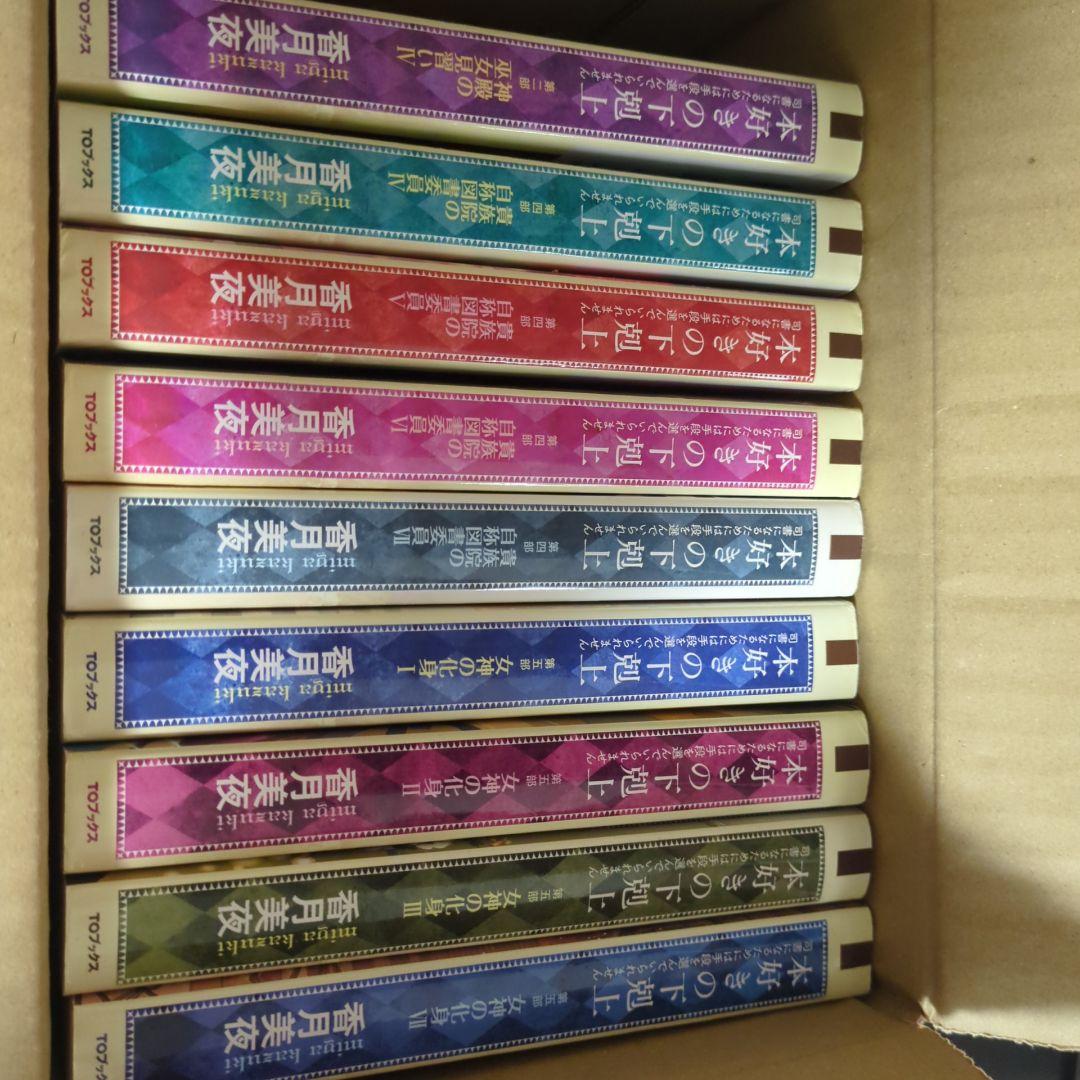 本好きの下剋上
司書になるためには手段を選んでいられません
第二部
神殿の
巫女見習いⅣ
香月美夜
miya kazuki
TOブックス
本好きの下剋上
司書になるためには手段を選んでいられません
第四部
貴族院の
自称図書委員Ⅳ
香月美夜
miya kazuki
TOブックス
本好きの下剋上
司書になるためには手段を選んでいられません
第四部
貴族院の
自称図書委員Ⅴ
香月美夜
miya kazuki
TOブックス
本好きの下剋上
司書になるためには手段を選んでいられません
第四部
貴族院の
自称図書委員Ⅵ
香月美夜
miya kazuki
TOブックス
本好きの下剋上
司書になるためには手段を選んでいられません
第四部
貴族院の
自称図書委員Ⅶ
香月美夜
miya kazuki
TOブックス
本好きの下剋上
司書になるためには手段を選んでいられません
第五部
女神の化身Ⅰ
香月美夜
miya kazuki
TOブックス
本好きの下剋上
司書になるためには手段を選んでいられません
第五部
女神の化身Ⅱ
香月美夜
miya kazuki
TOブックス
本好きの下剋上
司書になるためには手段を選んでいられません
第五部
女神の化身Ⅲ
香月美夜
miya kazuki
TOブックス
本好きの下剋上
司書になるためには手段を選んでいられません
第五部
女神の化身Ⅶ
香月美夜
miya kazuki
TOブックス